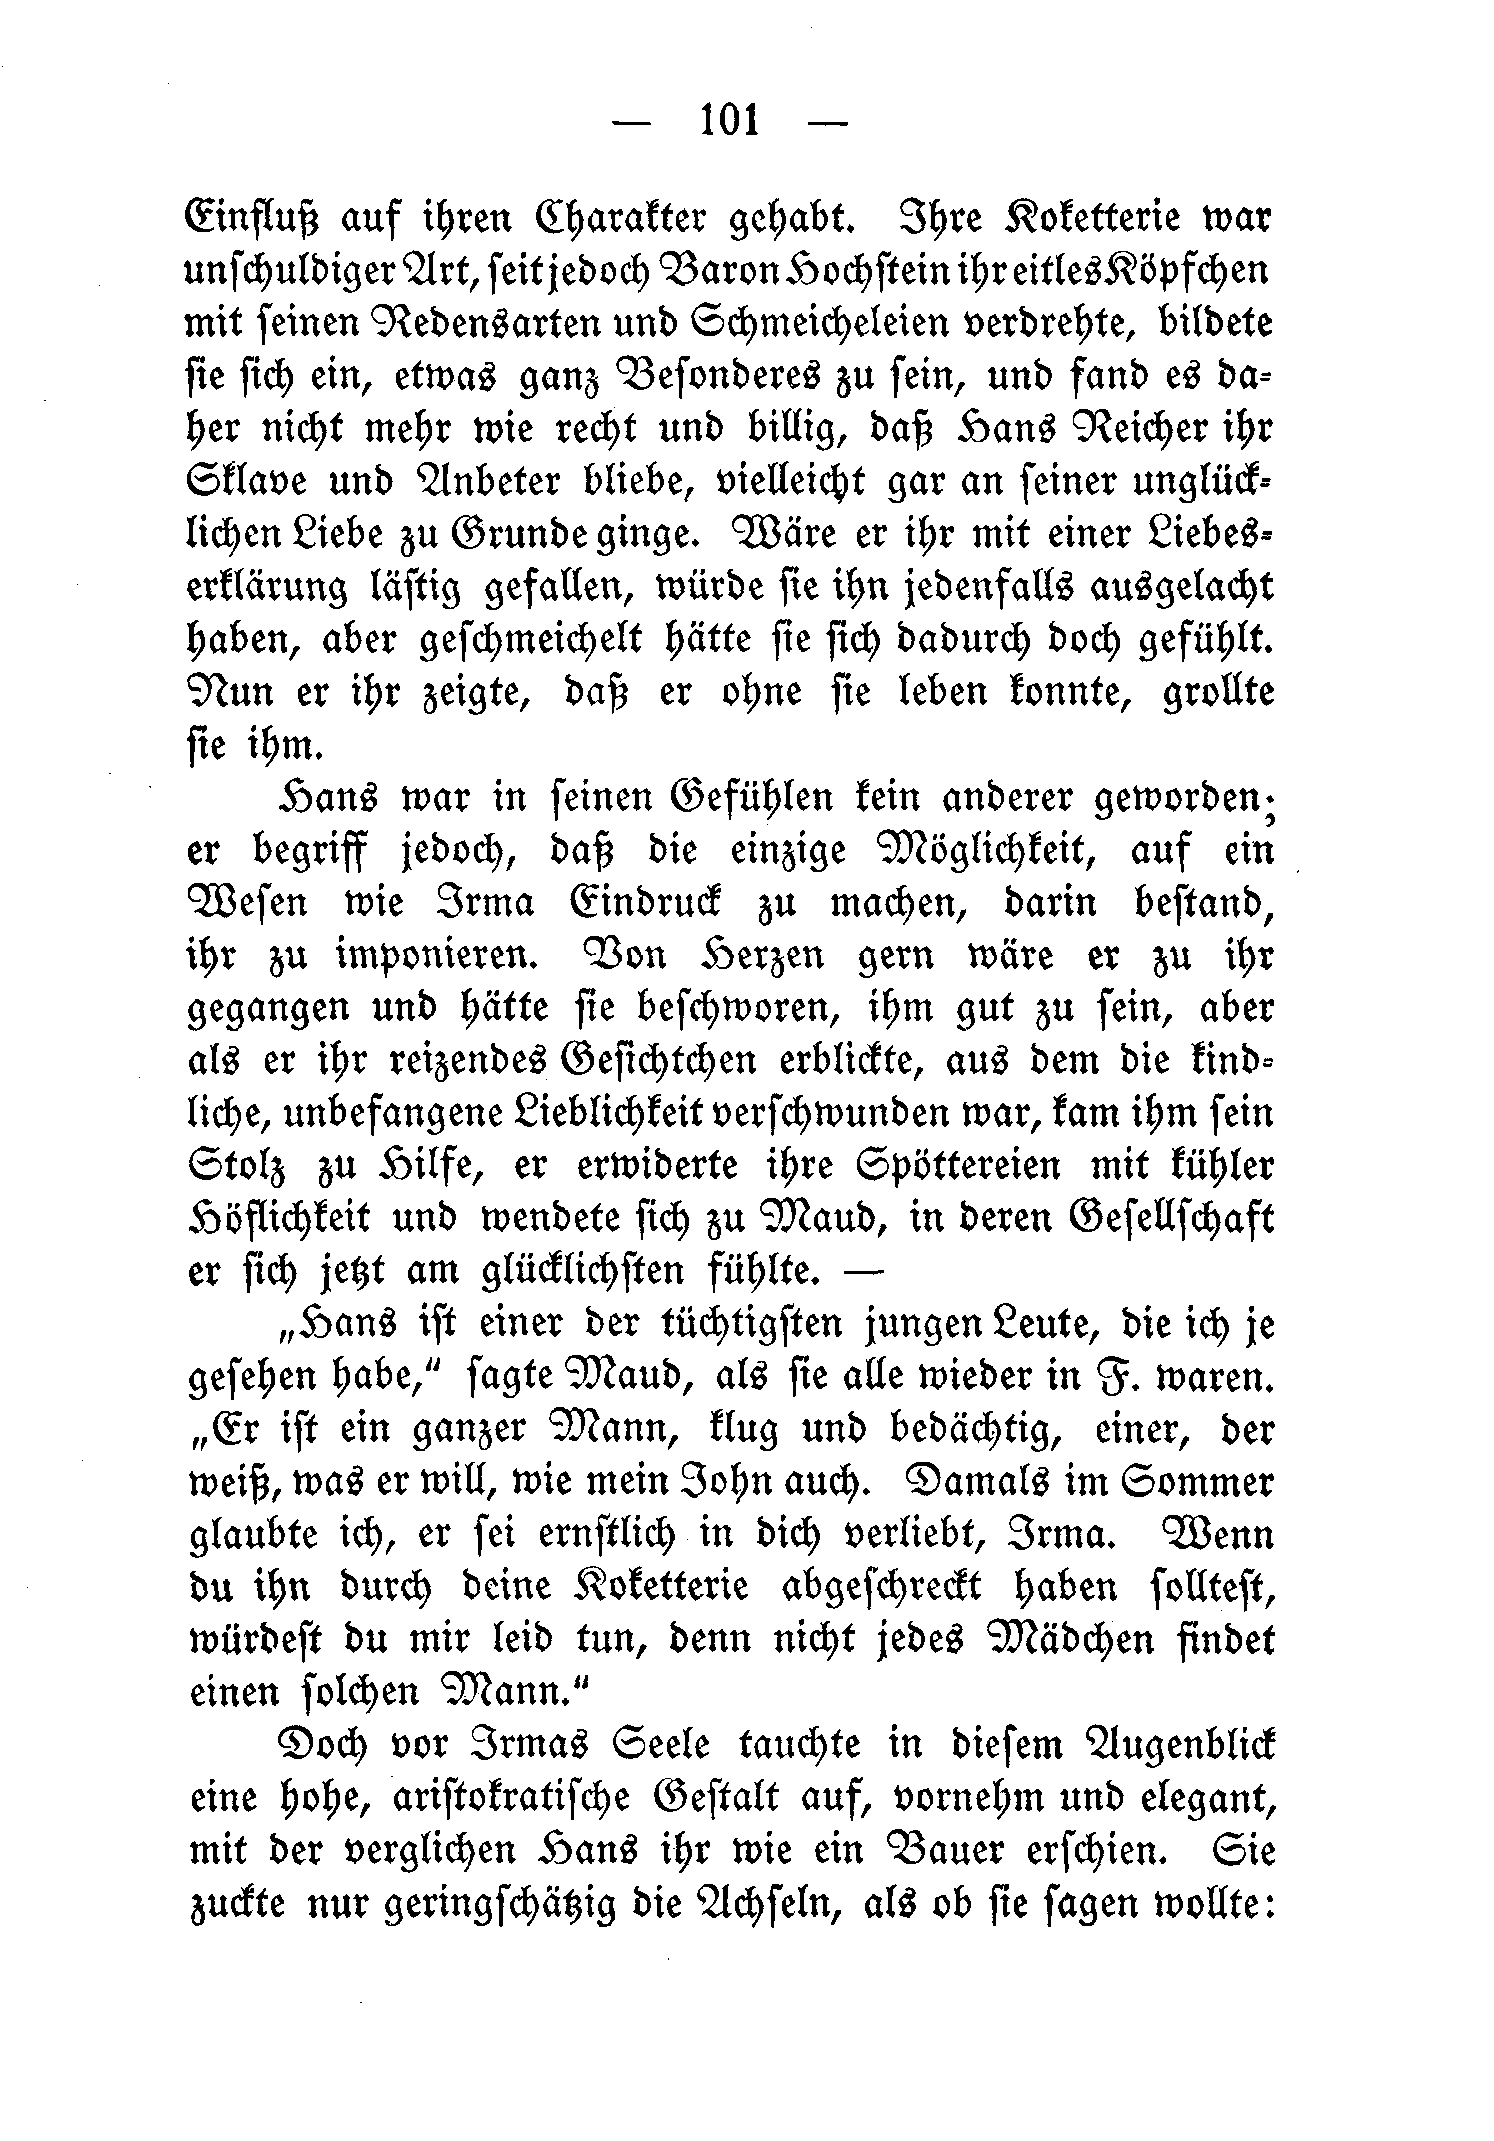 — 101 —
Einfluß auf ihren Charakter gehabt. Ihre Koketterie war
unschuldiger Art, seit jedoch Baron Hochstein ihr eitles Köpfchen
mit seinen Redensarten und Schmeicheleien verdrehte, bildete
sie sich ein, etwas ganz Besonderes zu sein, und fand es da-
her nicht mehr wie recht und billig, daß Hans Reicher ihr
Sklave und Anbeter bliebe, vielleicht gar an seiner unglück-
lichen Liebe zu Grunde ginge. Wäre er ihr mit einer Liebes-
erklärung lästig gefallen, würde sie ihn jedenfalls ausgelacht
haben, aber geschmeichelt hätte sie sich dadurch doch gefühlt.
Nun er ihr zeigte, daß er ohne sie leben konnte, grollte
sie ihm.
Hans war in seinen Gefühlen kein anderer geworden;
er begriff jedoch, daß die einzige Möglichkeit, auf ein
Wesen wie Irma Eindruck zu machen, darin bestand,
ihr zu imponieren. Von Herzen gern wäre er zu ihr
gegangen und hätte sie beschworen, ihm gut zu sein, aber
als er ihr reizendes Gesichtchen erblickte, aus dem die kind-
liche, unbefangene Lieblichkeit verschwunden war, kam ihm sein
Stolz zu Hilfe, er erwiderte ihre Spöttereien mit kühler
Höflichkeit und wendete sich zu Maud, in deren Gesellschaft
er sich jetzt am glücklichsten fühlte. —
„Hans ist einer der tüchtigsten jungen Leute, die ich je
gesehen habe,“ sagte Maud, als sie alle wieder in F. waren.
„Er ist ein ganzer Mann, klug und bedächtig, einer, der
weiß, was er will, wie mein John auch. Damals im Sommer
glaubte ich, er sei ernstlich in dich verliebt, Irma. Wenn
du ihn durch deine Koketterie abgeschreckt haben solltest,
würdest du mir leid tun, denn nicht jedes Mädchen findet
einen solchen Mann.“
Doch vor Irmas Seele tauchte in diesem Augenblick
eine hohe, aristokratische Gestalt auf, vornehm und elegant,
mit der verglichen Hans ihr wie ein Bauer erschien. Sie
zuckte nur geringschätzig die Achseln, als ob sie sagen wollte: